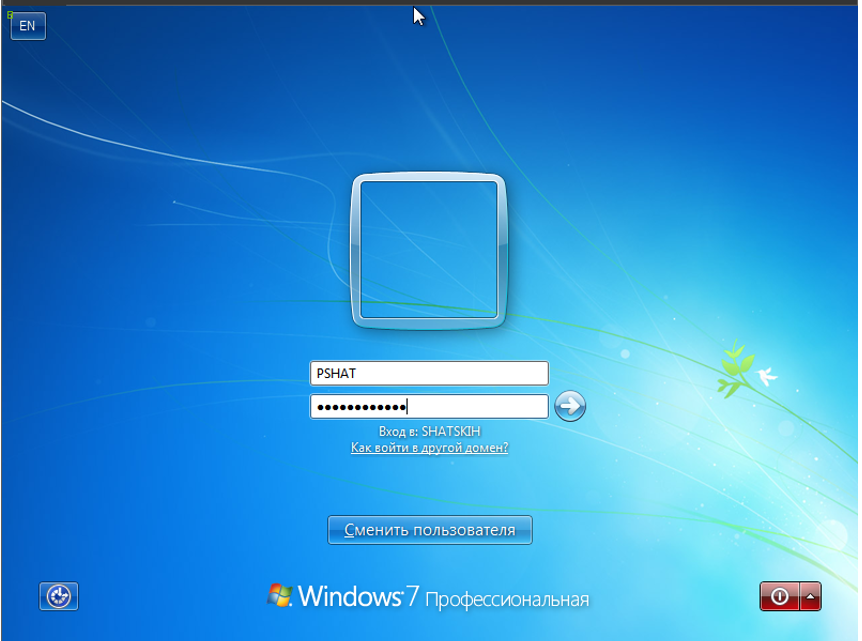 EN
PSHAT
●●●●●●●●●●●●
Вход в: SHATSKIH
Как войти в другой домен?
Сменить пользователя
Windows 7 Профессиональная